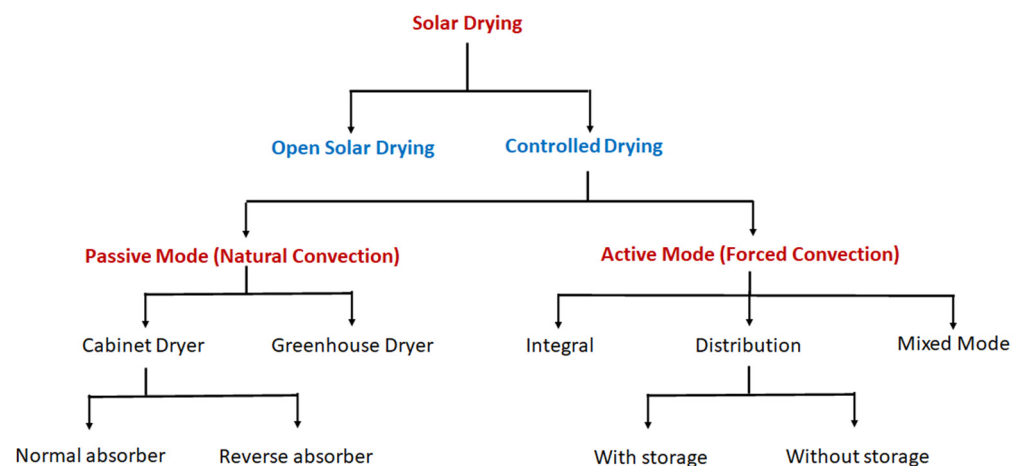 Solar Drying
Open Solar Drying
Controlled Drying
Passive Mode (Natural Convection)
Active Mode (Forced Convection)
Cabinet Dryer
Greenhouse Dryer
Integral
Distribution
Mixed Mode
Normal absorber
Reverse absorber
With storage
Without storage